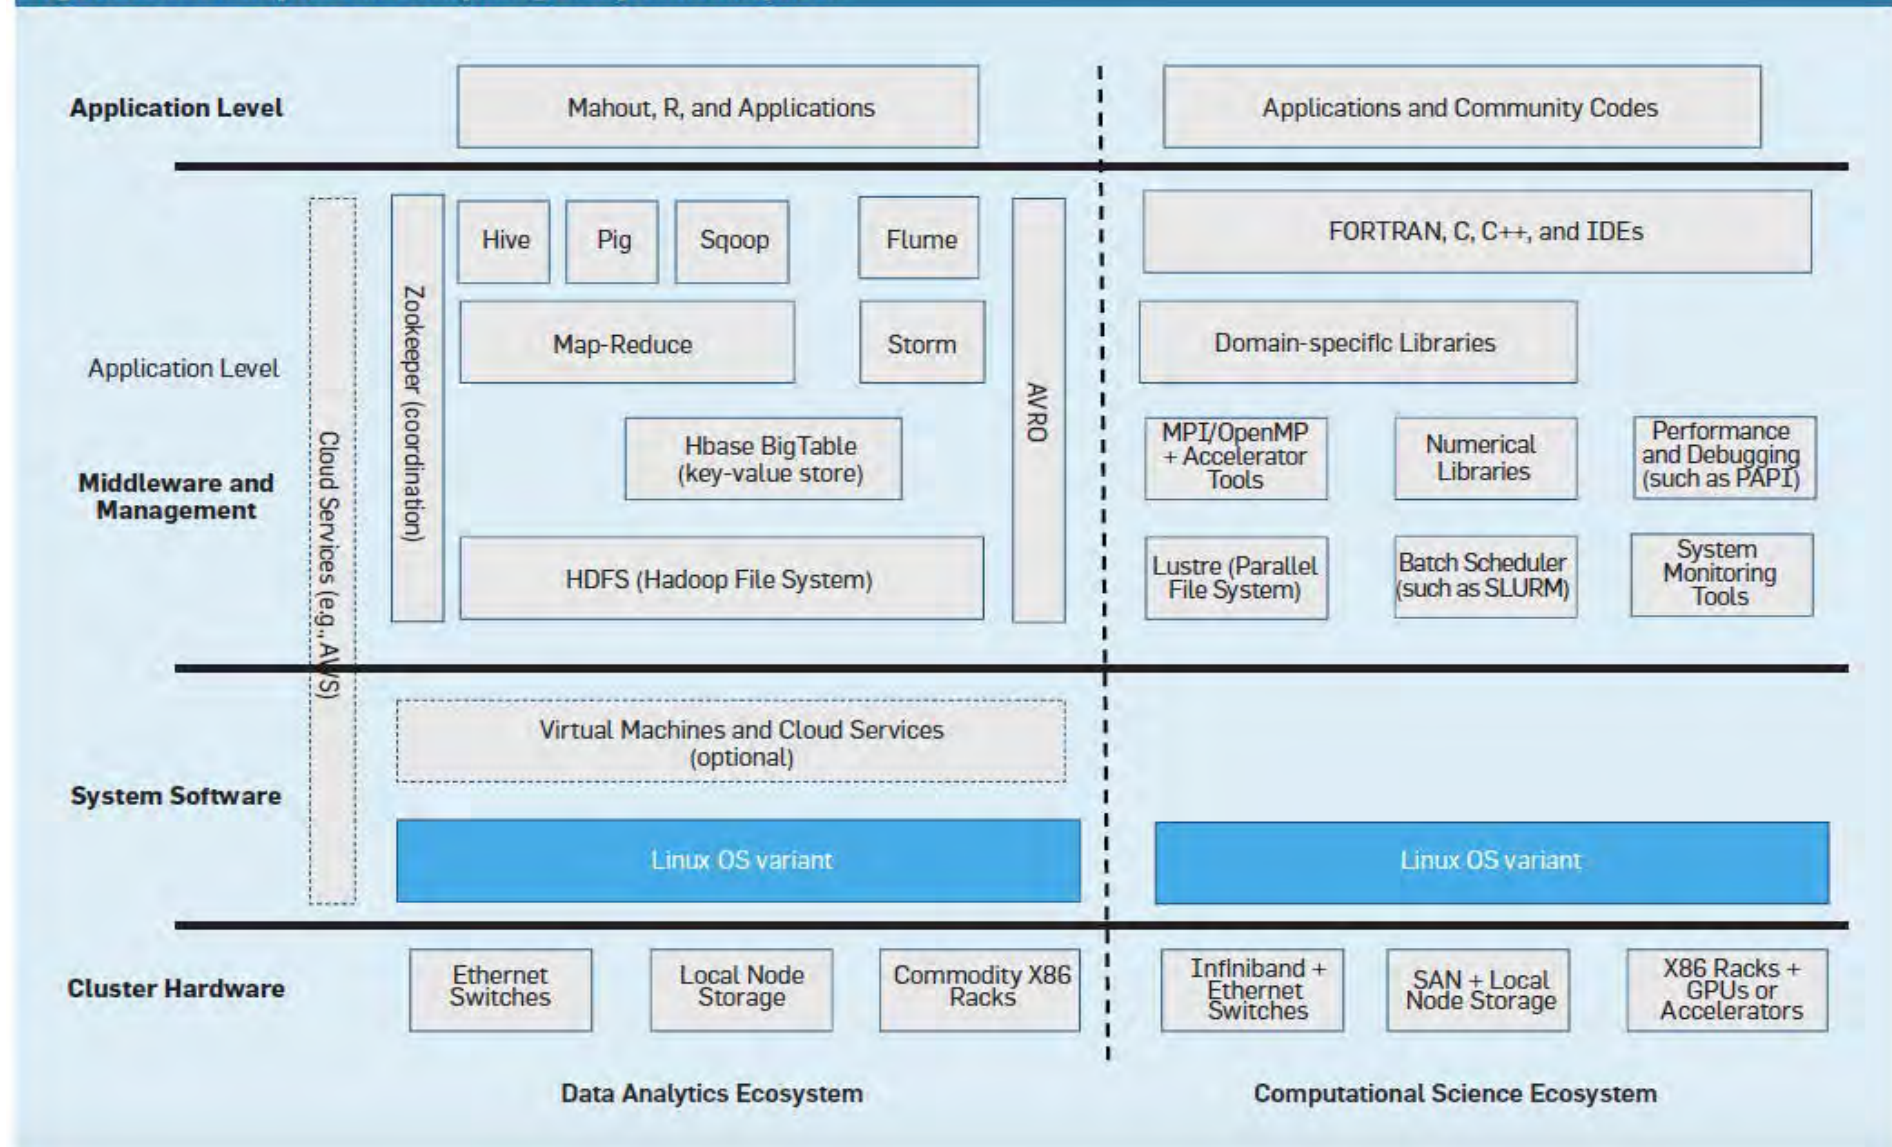 Application Level
Mahout, R, and Applications
Applications and Community Codes
Cloud Services (e.g., AWS)
Zookeeper (coordination)
Hive
Pig
Sqoop
Flume
AVRO
FORTRAN, C, C++, and IDEs
Map-Reduce
Storm
Domain-specific Libraries
Application Level
Hbase BigTable
(key-value store)
MPI/OpenMP
+ Accelerator
Tools
Numerical
Libraries
Performance
and Debugging
(such as PAPI)
Middleware and
Management
HDFS (Hadoop File System)
Lustre (Parallel
File System)
Batch Scheduler
(such as SLURM)
System
Monitoring
Tools
Virtual Machines and Cloud Services
(optional)
System Software
Linux OS variant
Linux OS variant
Cluster Hardware
Ethernet
Switches
Local Node
Storage
Commodity X86
Racks
Infiniband +
Ethernet
Switches
SAN + Local
Node Storage
X86 Racks +
GPUs or
Accelerators
Data Analytics Ecosystem
Computational Science Ecosystem